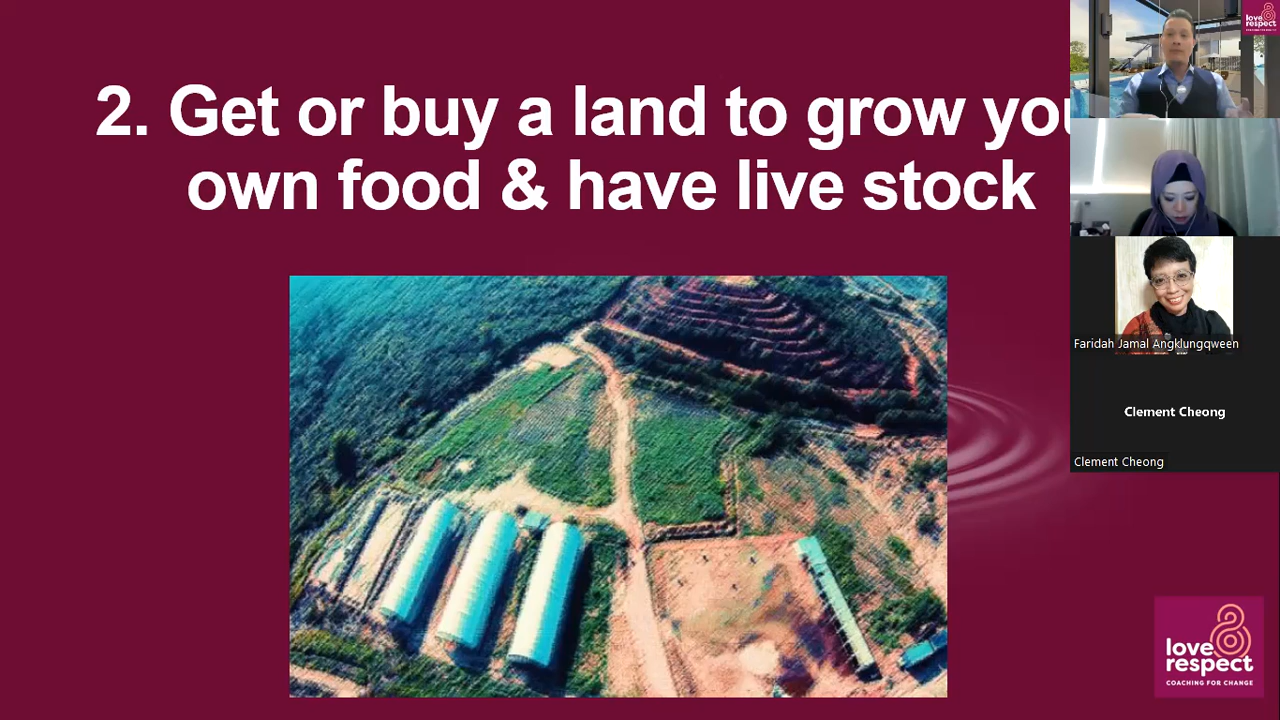 2. Get or buy a land to grow you
own food & have live stock
love
respect
Faridah Jamal Angklungqween
Clement Cheong
Clement Cheong
8
love
respect
COACHING FOR CHANGE